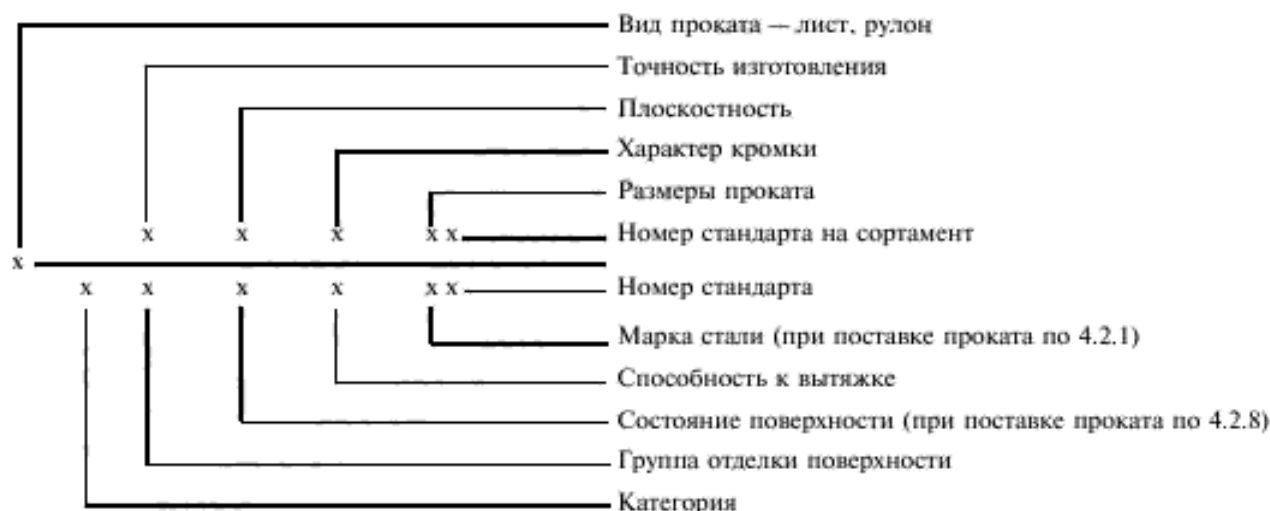 Вид проката — лист, рулон
Точность изготовления
Плоскостность
Характер кромки
Размеры проката
х х х х х Номер стандарта на сортамент
х
х х х х х х Номер стандарта
Марка стали (при поставке проката по 4.2.1)
Способность к вытяжке
Состояние поверхности (при поставке проката по 4.2.8)
Группа отделки поверхности
Категория